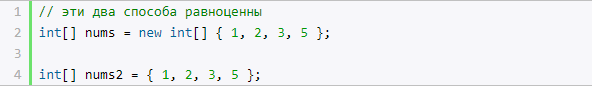 1 // эти два способа равноценны
2 int[] nums = new int[] { 1, 2, 3, 5 };
3
4 int[] nums2 = { 1, 2, 3, 5 };